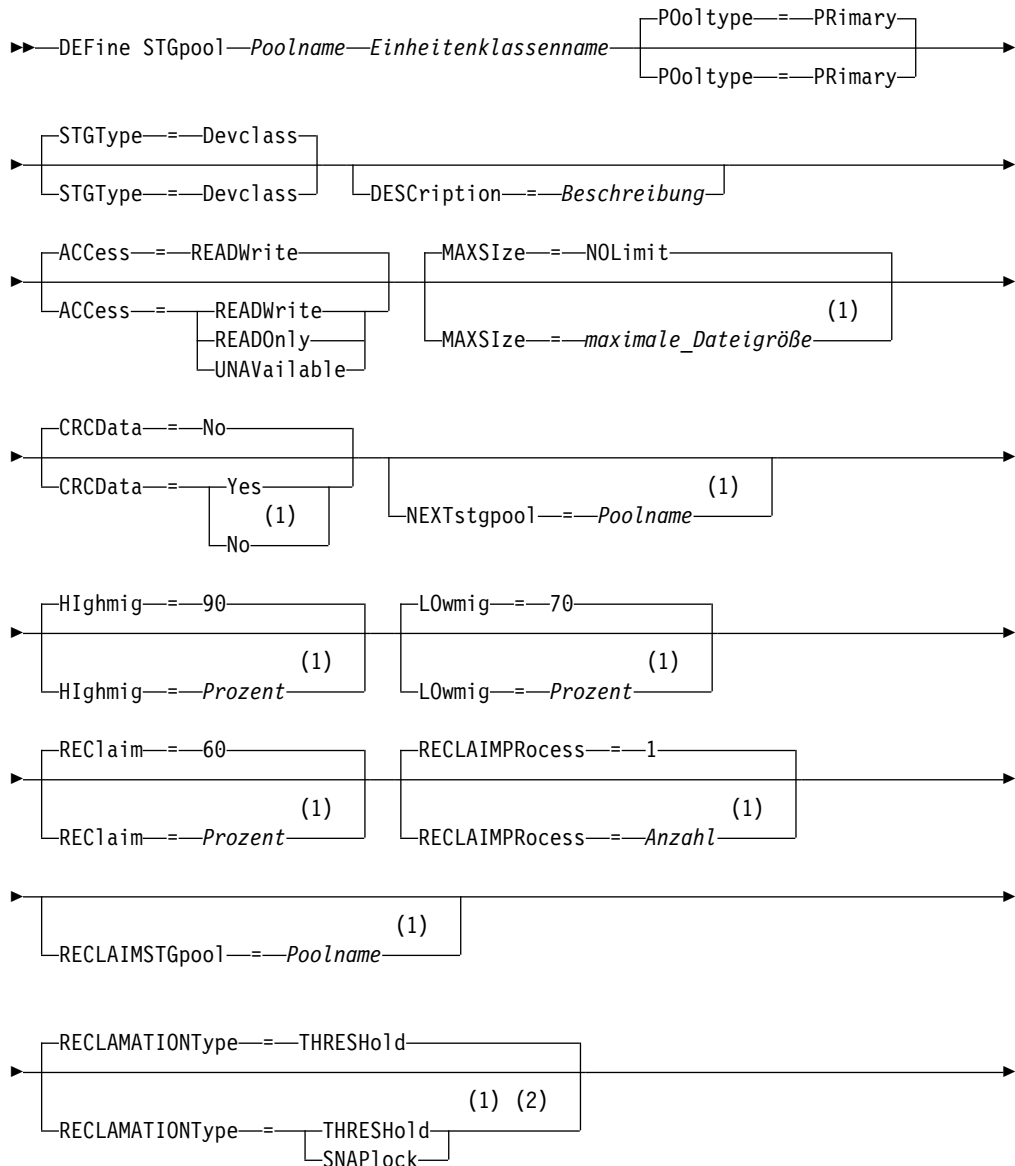 POoltype = PRimary
DEFine STGpool Poolname Einheitenklassenname
POoltype = PRimary
STGType = Devclass
STGType = Devclass
DESCription = Beschreibung
ACCess = READWrite
MAXSIze = NOLimit
(1)
ACCess = READWrite
MAXSIze = maximale_Dateigröße
READOnly
UNAVailable
CRCData = No
(1)
CRCData = Yes
NEXTstgpool = Poolname
(1)
No
HIghmig = 90
LOwmig = 70
(1)
(1)
HIghmig = Prozent
LOwmig = Prozent
REClaim = 60
RECLAIMPRocess = 1
(1)
(1)
REClaim = Prozent
RECLAIMPRocess = Anzahl
(1)
RECLAIMSTGpool = Poolname
RECLAMATIONType = THRESHold
(1) (2)
RECLAMATIONType = THRESHold
SNAPlock